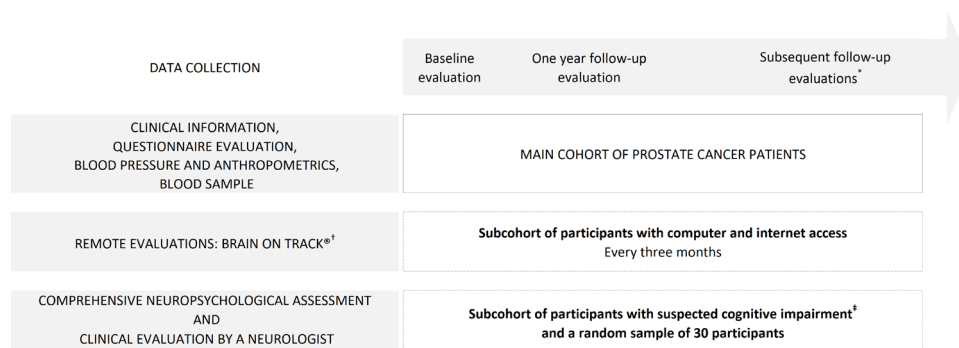 DATA COLLECTION
Baseline
evaluation
One year follow-up
evaluation
Subsequent follow-up
evaluations*
CLINICAL INFORMATION,
QUESTIONNAIRE EVALUATION,
BLOOD PRESSURE AND ANTHROPOMETRICS,
BLOOD SAMPLE
MAIN COHORT OF PROSTATE CANCER PATIENTS
REMOTE EVALUATIONS: BRAIN ON TRACK®†
Subcohort of participants with computer and internet access
Every three months
COMPREHENSIVE NEUROPSYCHOLOGICAL ASSESSMENT
AND
CLINICAL EVALUATION BY A NEUROLOGIST
Subcohort of participants with suspected cognitive impairment‡
and a random sample of 30 participants